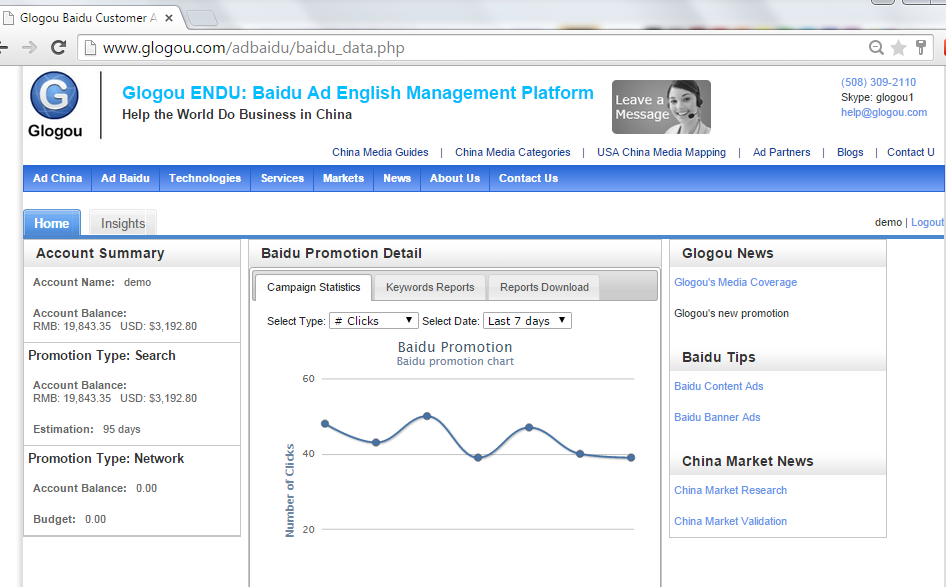 Glogou Baidu Customer A
www.glogou.com/adbaidu/baidu_data.php
G
Glogou
Glogou ENDU: Baidu Ad English Management Platform
Help the World Do Business in China
Leave a
Message
(508) 309-2110
Skype: glogou1
help@glogou.com
China Media Guides | China Media Categories | USA China Media Mapping | Ad Partners | Blogs | Contact U
Ad China Ad Baidu Technologies Services Markets News About Us Contact Us
Home Insights
demo | Logout
Account Summary
Account Name: demo
Account Balance:
RMB: 19,843.35 USD: $3,192.80
Promotion Type: Search
Account Balance:
RMB: 19,843.35 USD: $3,192.80
Estimation: 95 days
Promotion Type: Network
Account Balance: 0.00
Budget: 0.00
Baidu Promotion Detail
Campaign Statistics Keywords Reports Reports Download
Select Type: # Clicks Select Date: Last 7 days
Baidu Promotion
Baidu promotion chart
60
40
20
Number of Clicks
Glogou News
Glogou's Media Coverage
Glogou's new promotion
Baidu Tips
Baidu Content Ads
Baidu Banner Ads
China Market News
China Market Research
China Market Validation